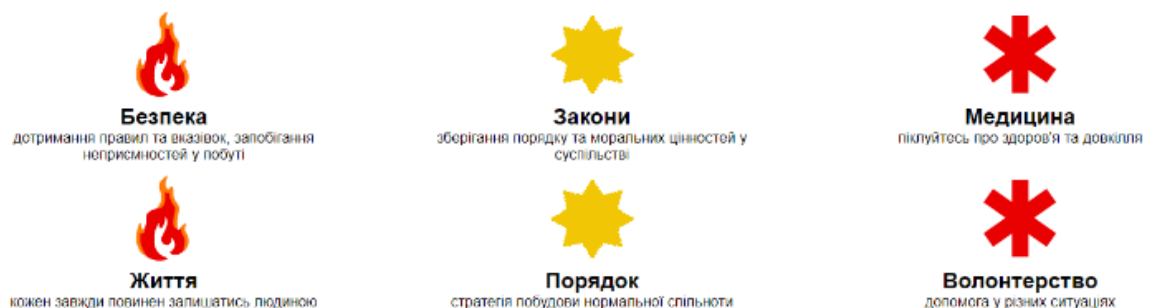 Безпека
дотримання правил та вказівок, запобігання
неприємностей у побуті
Закони
зберігання порядку та моральних цінностей у
суспільстві
Медицина
піклуйтесь про здоров'я та довкілля
Життя
кожен завжди повинен залишатись людиною
Порядок
стратегія побудови нормальної спільноти
Волонтерство
допомога у різних ситуаціях